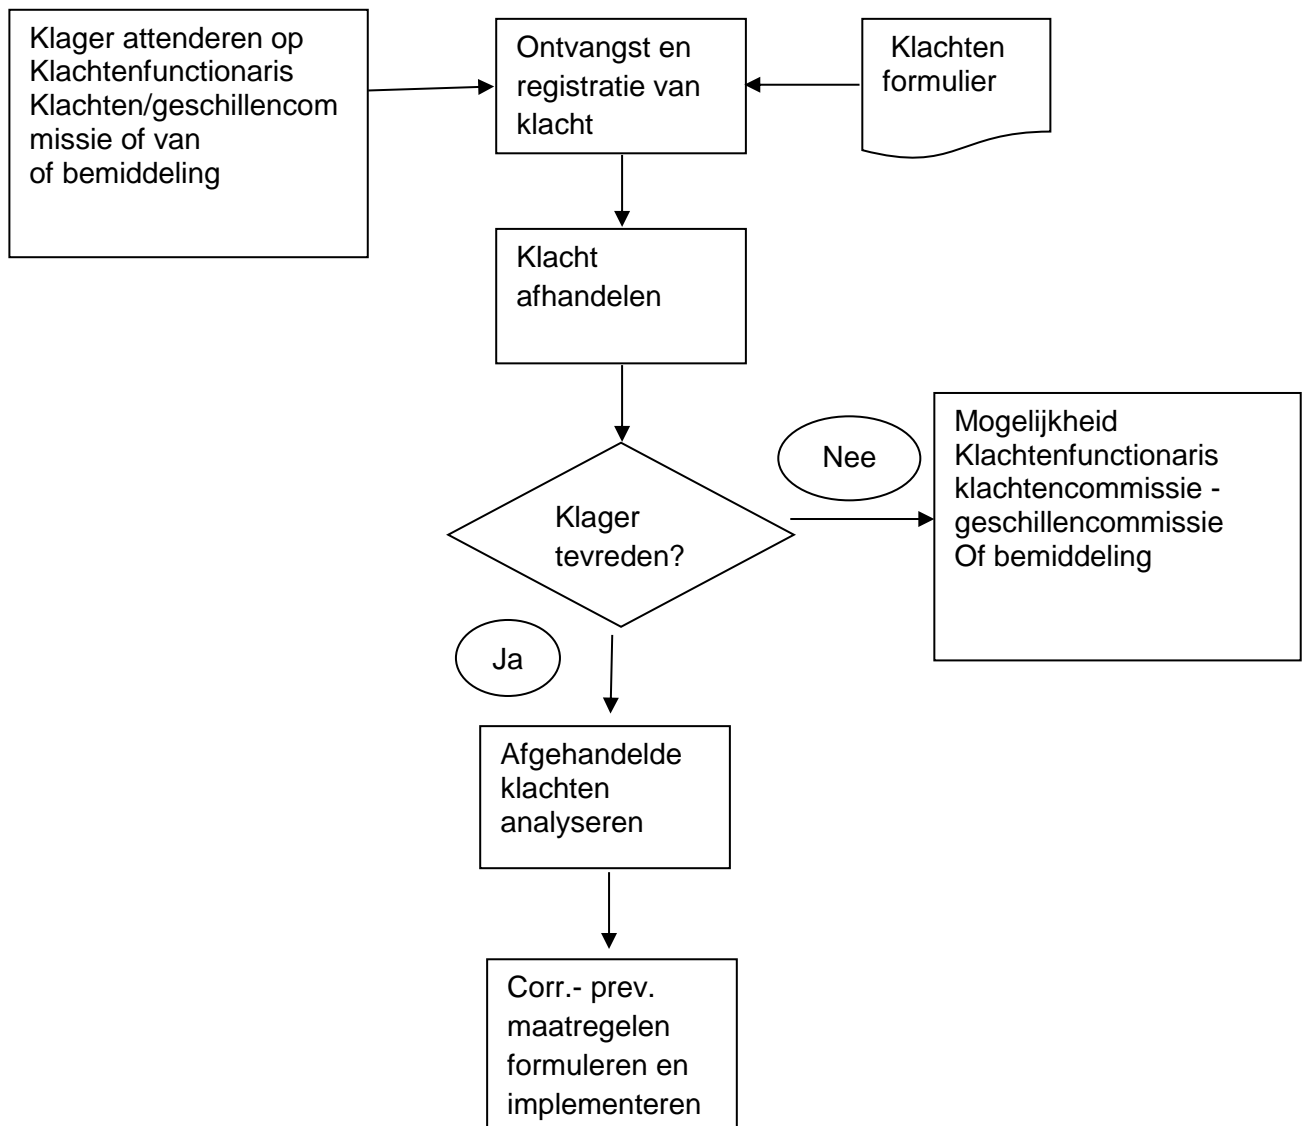 Klager attenderen op
Klachtenfunctionaris
Klachten/geschillencom
missie of van
of bemiddeling
Ontvangst en
registratie van
klacht
Klachten
formulier
Klacht
afhandelen
Klager
tevreden?
Nee
Mogelijkheid
Klachtenfunctionaris
klachtencommissie -
geschillencommissie
Of bemiddeling
Ja
Afgehandelde
klachten
analyseren
Corr.- prev.
maatregelen
formuleren en
implementeren